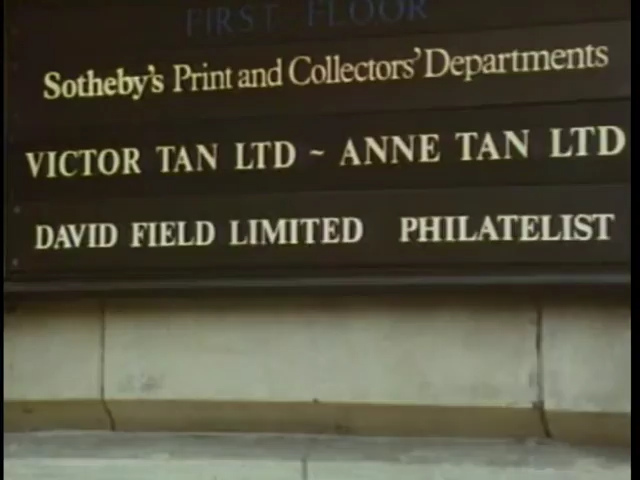 FIRST FLOOR
Sotheby's Print and Collectors' Departments
VICTOR TAN LTD ~ ANNE TAN LTD
DAVID FIELD LIMITED PHILATELIST